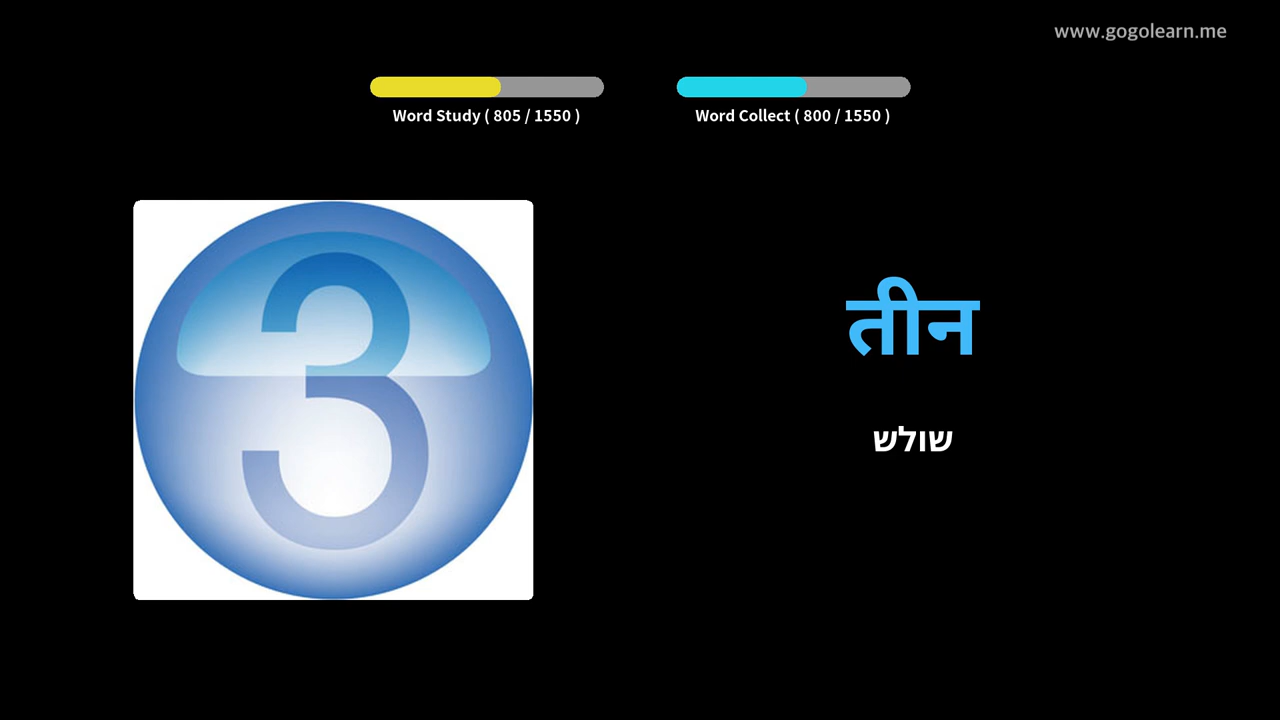 www.gogolearn.me
Word Study ( 805 / 1550 )
Word Collect ( 800 / 1550 )
3
तीन
שולש